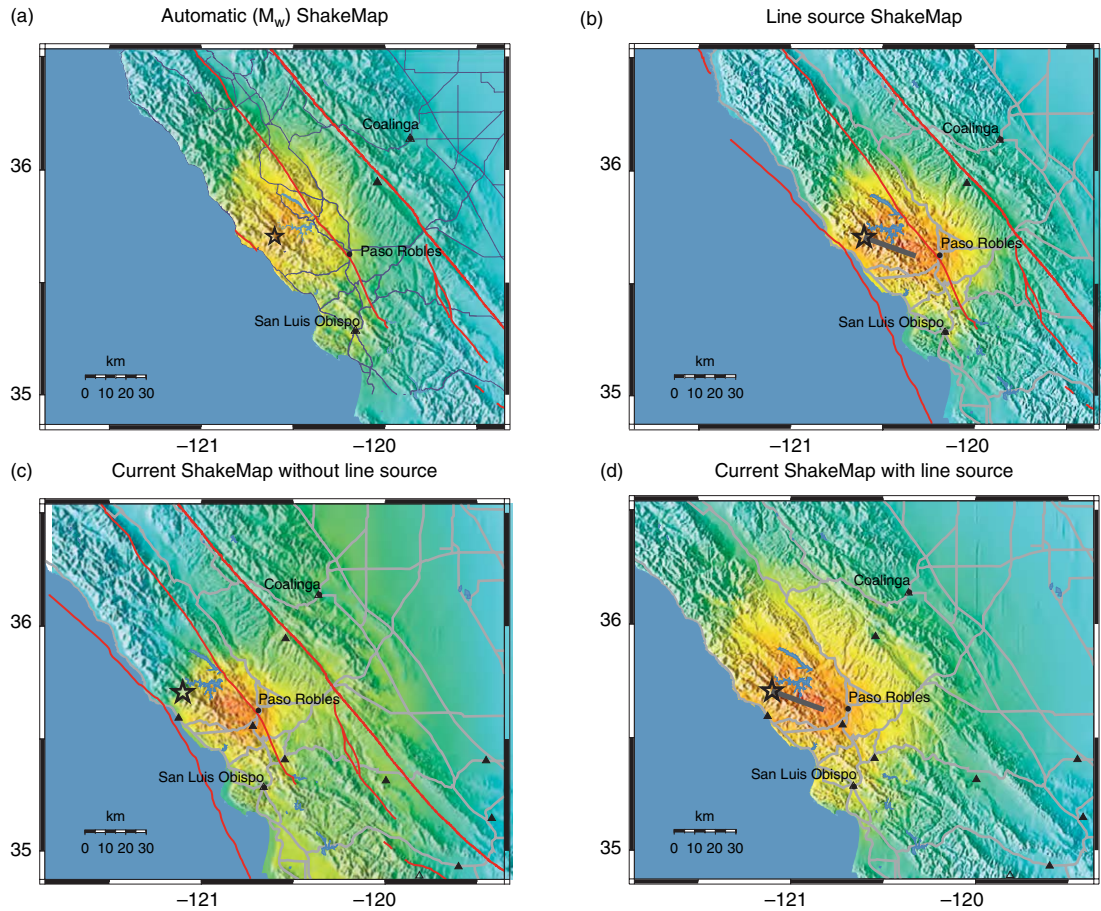 (a)
Automatic (Mw) ShakeMap
(b)
Line source ShakeMap
36
35
Coalinga
Paso Robles
San Luis Obispo
km
0 10 20 30
–121
–120
36
35
Coalinga
Paso Robles
San Luis Obispo
km
0 10 20 30
–121
–120
(c)
Current ShakeMap without line source
(d)
Current ShakeMap with line source
36
35
Coalinga
Paso Robles
San Luis Obispo
km
0 10 20 30
–121
–120
36
35
Coalinga
Paso Robles
San Luis Obispo
km
0 10 20 30
–121
–120